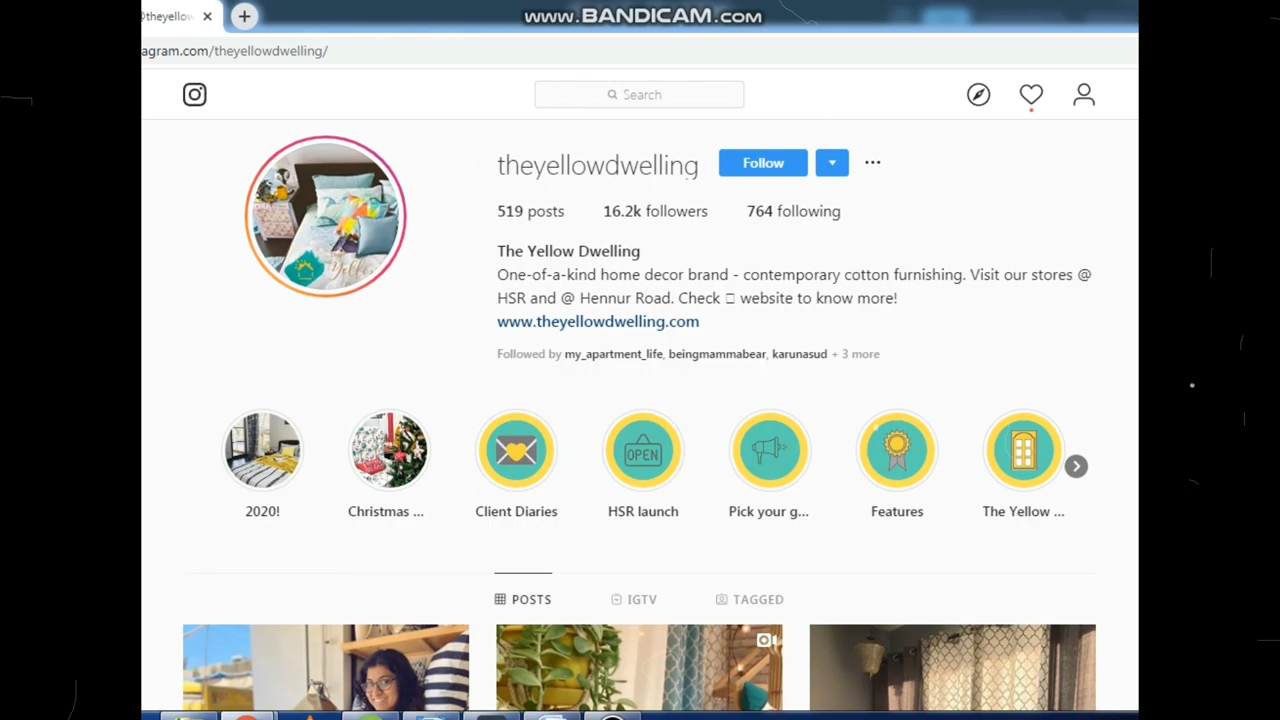 www.BANDICAM.com
@theyellow
agram.com/theyellowdwelling/
Search
theyellowdwelling
Follow
519 posts 16.2k followers 764 following
The Yellow Dwelling
One-of-a-kind home decor brand - contemporary cotton furnishing. Visit our stores @
HSR and @ Hennur Road. Check □ website to know more!
www.theyellowdwelling.com
Followed by my_apartment_life, beingmammabear, karunasud + 3 more
OPEN
2020! Christmas ... Client Diaries HSR launch Pick your g... Features The Yellow ...
POSTS IGTV TAGGED